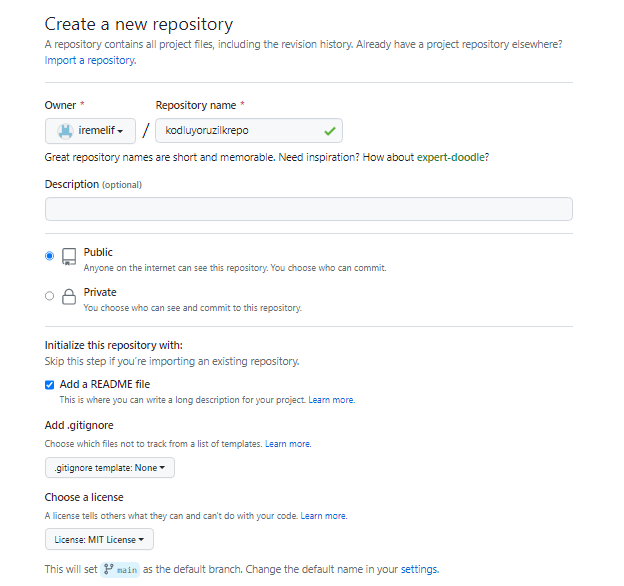 Create a new repository
A repository contains all project files, including the revision history. Already have a project repository elsewhere?
Import a repository.
Owner * Repository name *
iremelif / kodluyoruzilkrepo
Great repository names are short and memorable. Need inspiration? How about expert-doodle?
Description (optional)
Public
Anyone on the internet can see this repository. You choose who can commit.
Private
You choose who can see and commit to this repository.
Initialize this repository with:
Skip this step if you're importing an existing repository.
Add a README file
This is where you can write a long description for your project. Learn more.
Add .gitignore
Choose which files not to track from a list of templates. Learn more.
.gitignore template: None
Choose a license
A license tells others what they can and can't do with your code. Learn more.
License: MIT License
This will set main as the default branch. Change the default name in your settings.